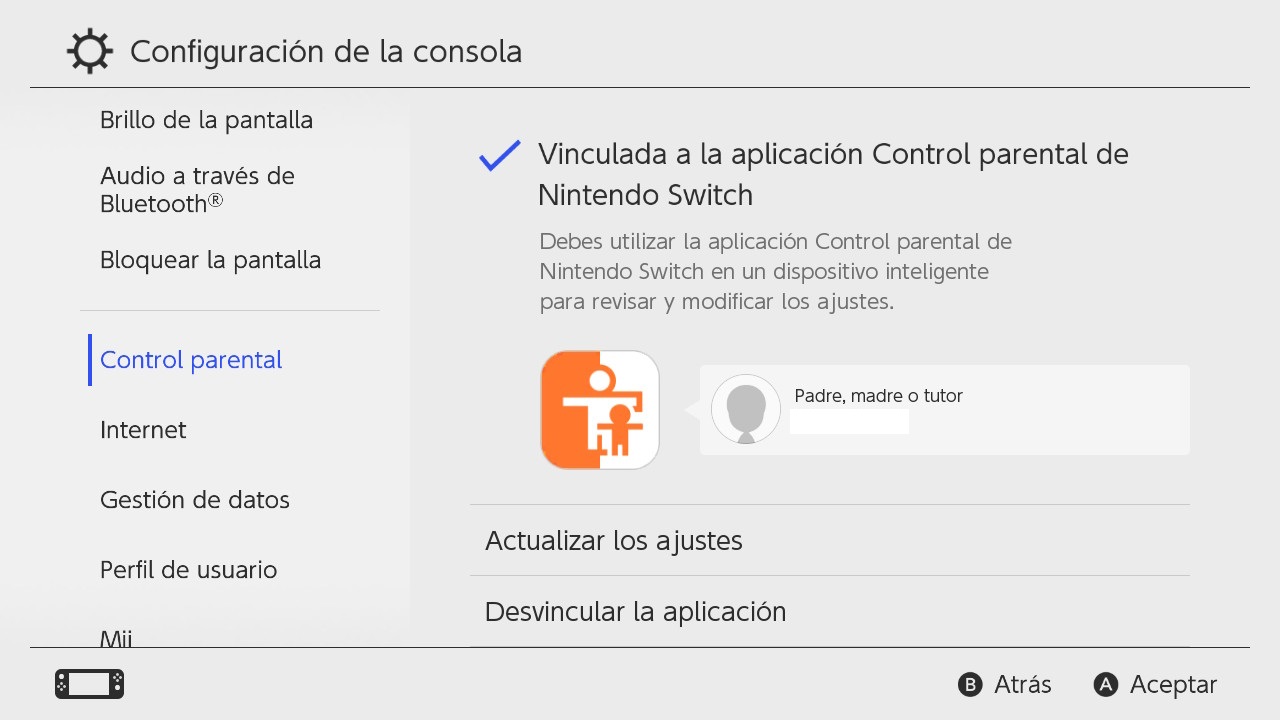 Configuración de la consola
Brillo de la pantalla
Audio a través de
Bluetooth®
Bloquear la pantalla
Control parental
Internet
Gestión de datos
Perfil de usuario
Mii
Vinculada a la aplicación Control parental de
Nintendo Switch
Debes utilizar la aplicación Control parental de
Nintendo Switch en un dispositivo inteligente
para revisar y modificar los ajustes.
Padre, madre o tutor
Actualizar los ajustes
Desvincular la aplicación
B Atrás
A Aceptar